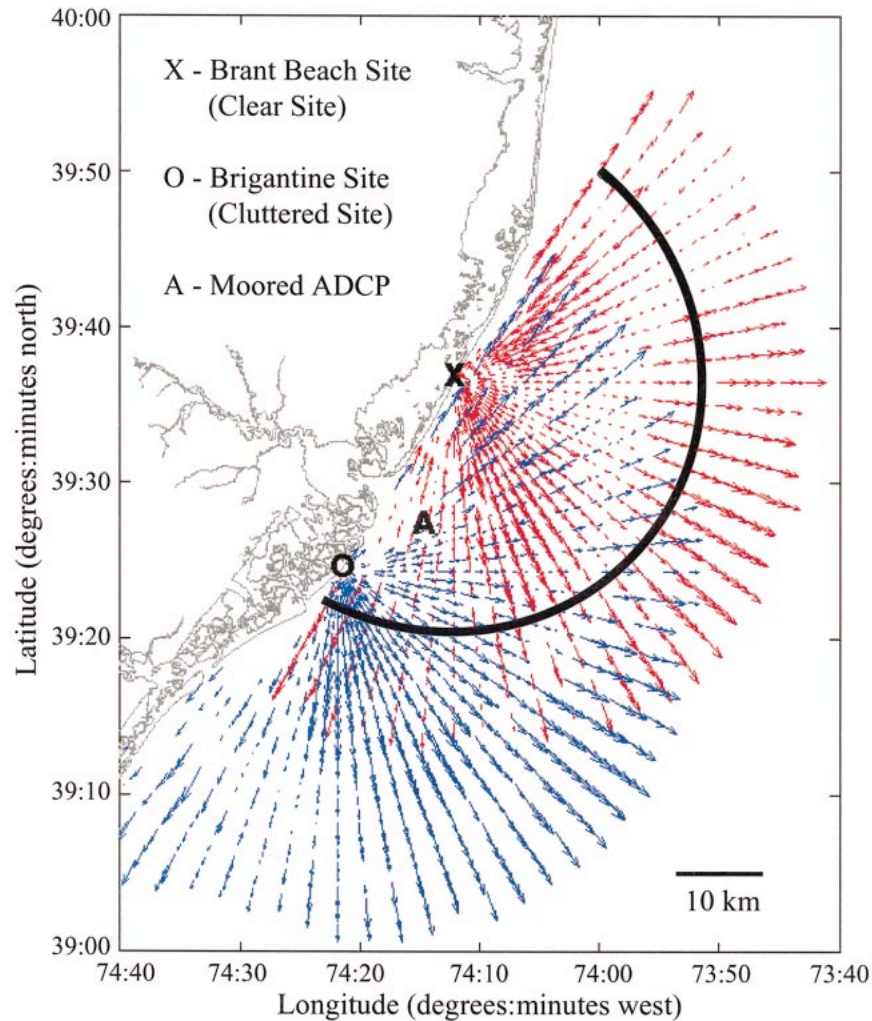 40:00
X - Brant Beach Site
(Clear Site)
39:50
O - Brigantine Site
(Cluttered Site)
A - Moored ADCP
39:40
X
39:30
A
O
39:20
39:10
10 km
39:00
74:40 74:30 74:20 74:10 74:00 73:50 73:40
Longitude (degrees:minutes west)
Latitude (degrees:minutes north)